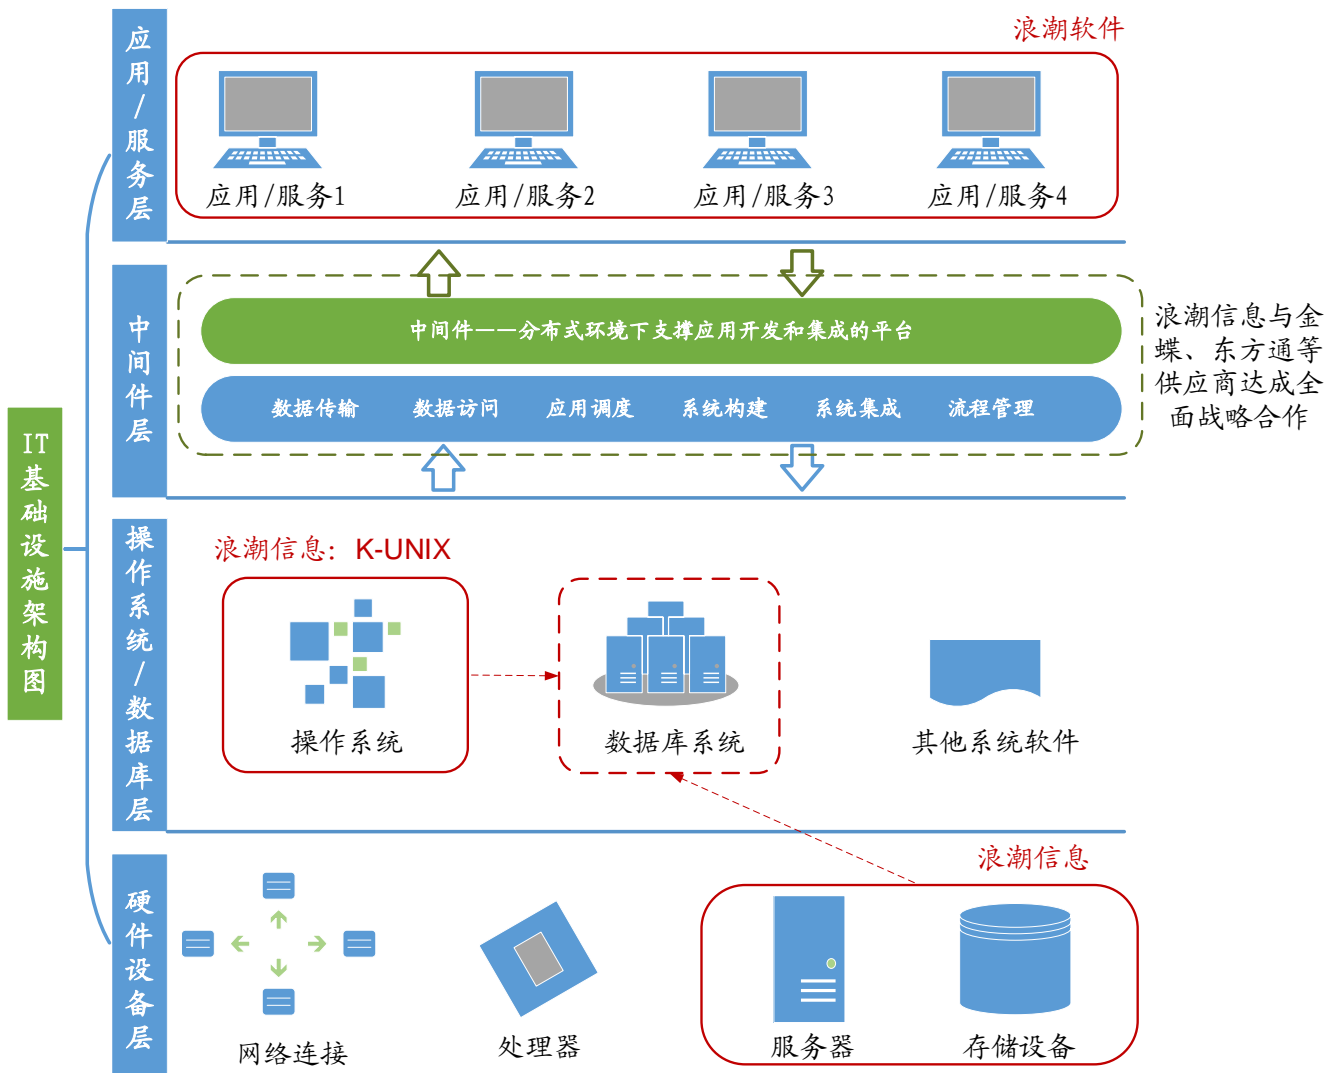 IT基础设施架构图
应用/服务层
浪潮软件
应用/服务1
应用/服务2
应用/服务3
应用/服务4
中间件层
中间件——分布式环境下支撑应用开发和集成的平台
数据传输
数据访问
应用调度
系统构建
系统集成
流程管理
浪潮信息与金
蝶、东方通等
供应商达成全
面战略合作
操作系统/数据库层
浪潮信息：K-UNIX
操作系统
数据库系统
其他系统软件
硬件设备层
浪潮信息
网络连接
处理器
服务器
存储设备